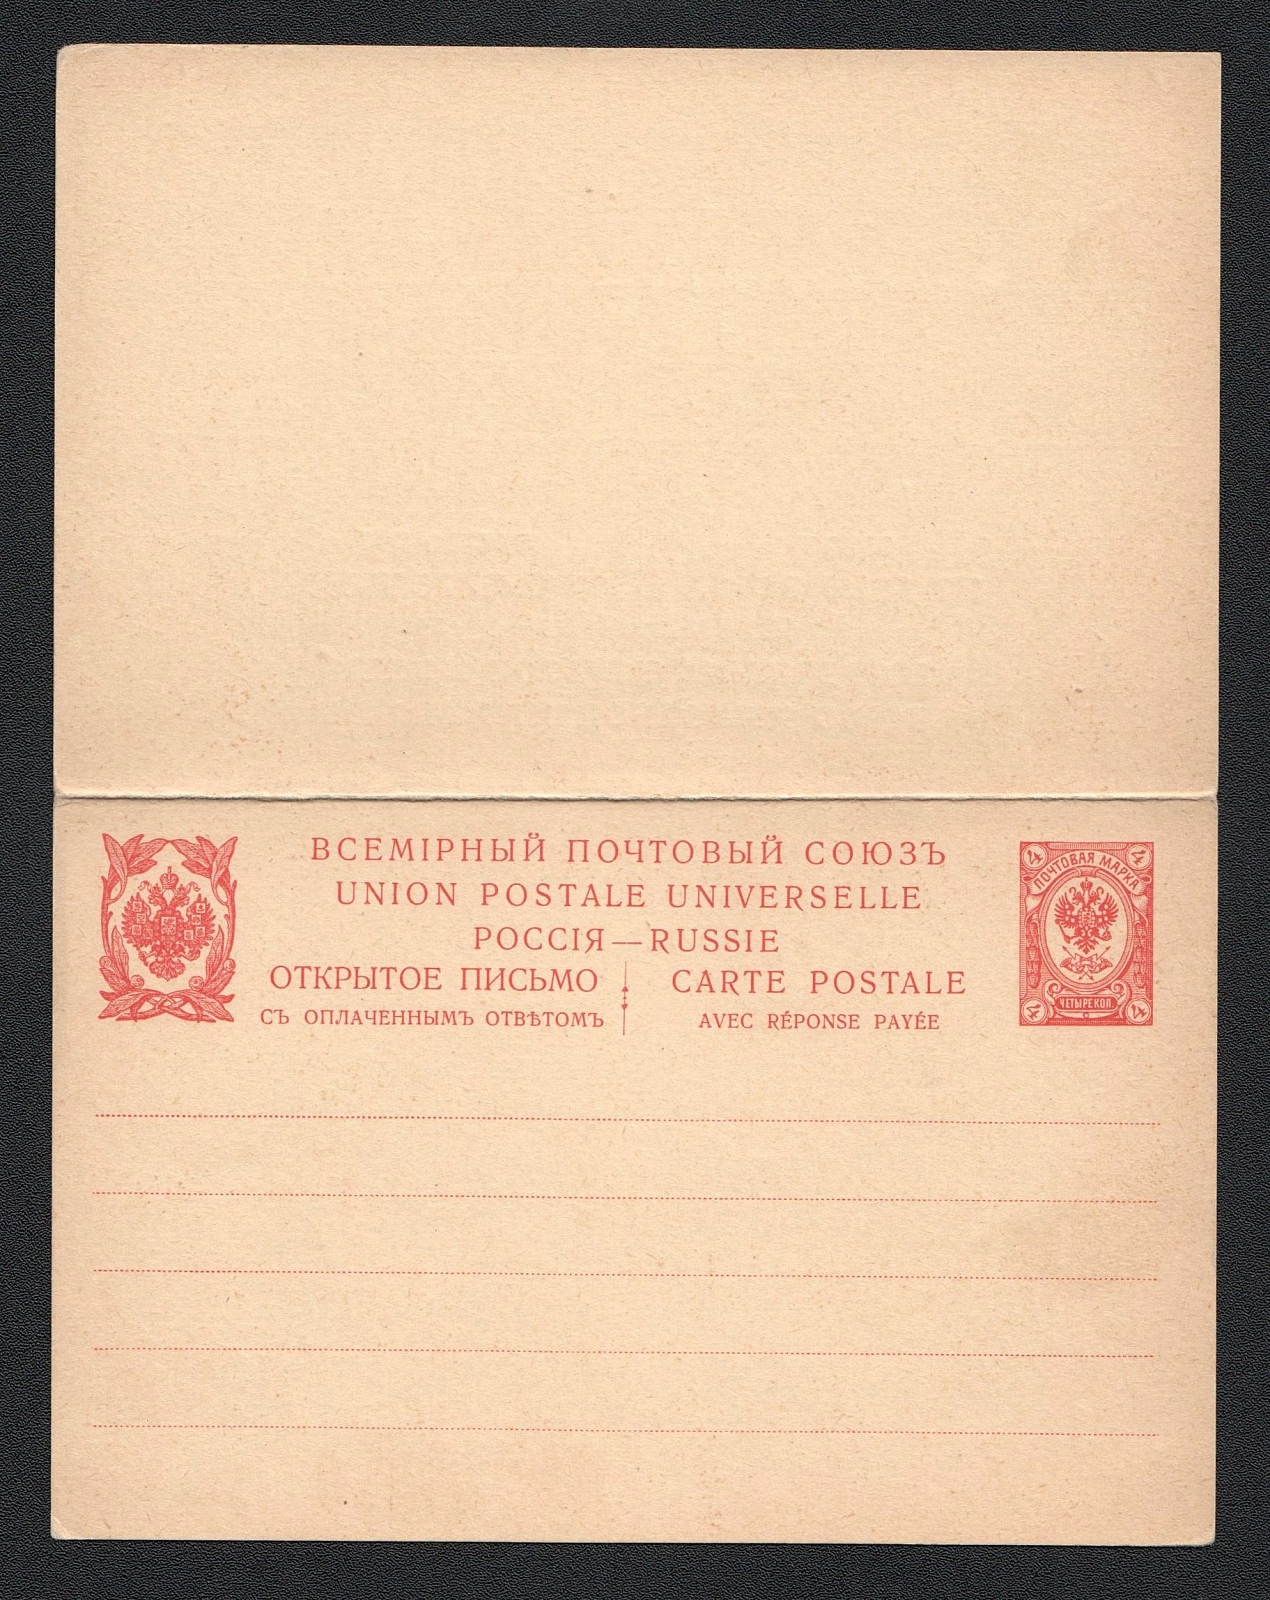 ВСЕМІРНЫЙ ПОЧТОВЫЙ СОЮЗЪ
UNION POSTALE UNIVERSELLE
РОССІЯ—RUSSIE
ОТКРЫТОЕ ПИСЬМО
СЪ ОПЛАЧЕННЫМЪ ОТВѢТОМЪ
CARTE POSTALE
AVEC RÉPONSE PAYÉE
4 4
ПОЧТОВАЯ МАРКА
ЧЕТЫРЕ КОП.
4 4